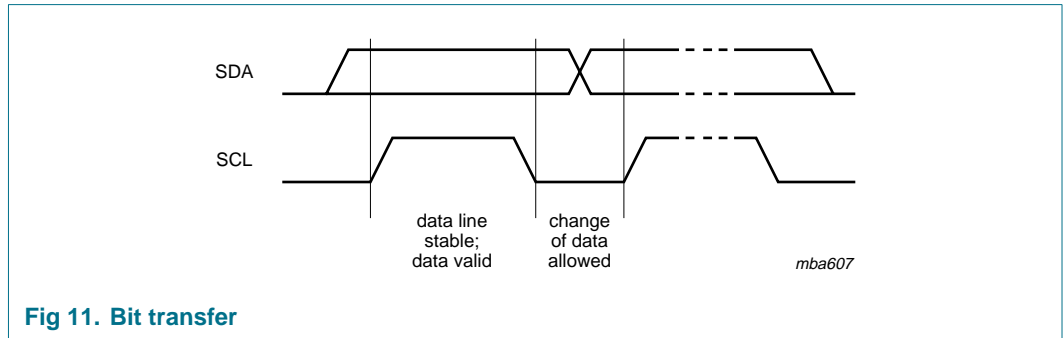 SDA
SCL
data line
stable;
data valid
change
of data
allowed
mba607
Fig 11. Bit transfer